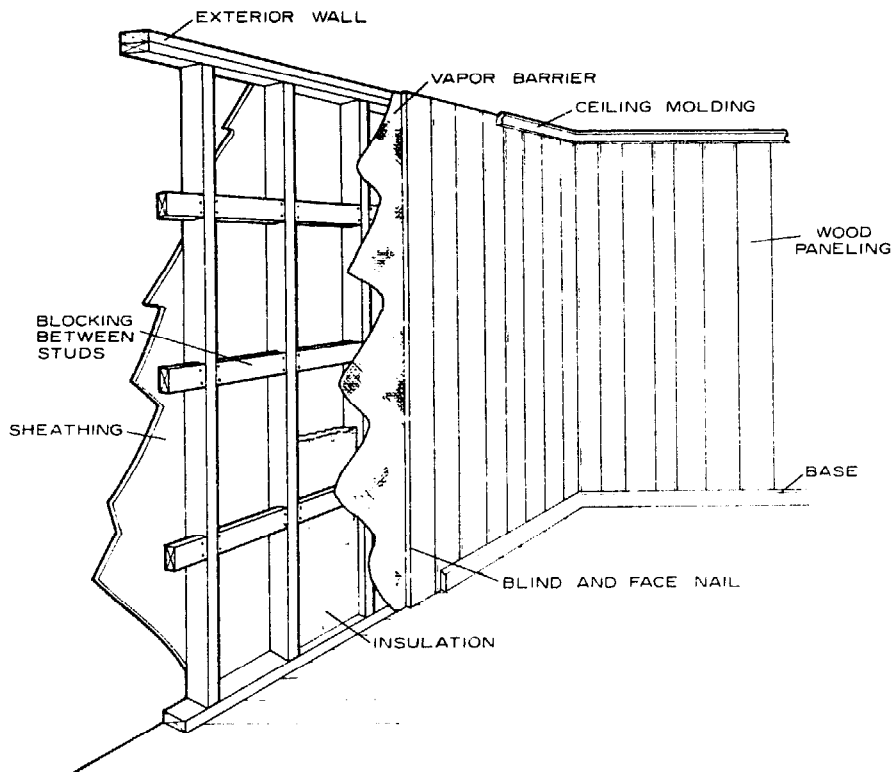 EXTERIOR WALL
VAPOR BARRIER
CEILING MOLDING
WOOD
PANELING
BLOCKING
BETWEEN
STUDS
SHEATHING
BASE
BLIND AND FACE NAIL
INSULATION